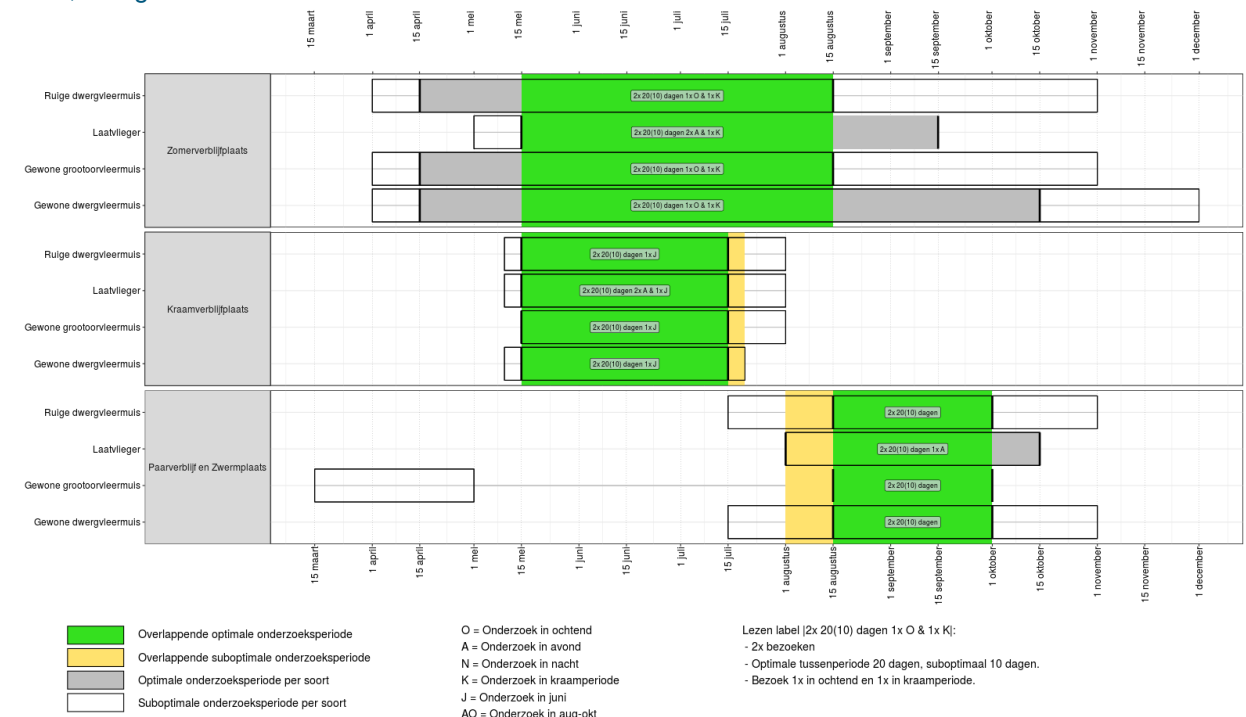 15 maart
1 april
15 april
1 mei
15 mei
1 juni
15 juni
1 juli
15 juli
1 augustus
15 augustus
1 september
15 september
1 oktober
15 oktober
1 november
15 november
1 december
Zomerverblijfplaats
Ruige dwergvleermuis
2x 20(10) dagen 1x O & 1x K
Laatvlieger
2x 20(10) dagen 2x A & 1x K
Gewone grootoorvleermuis
2x 20(10) dagen 1x O & 1x K
Gewone dwergvleermuis
2x 20(10) dagen 1x O & 1x K
Kraamverblijfplaats
Ruige dwergvleermuis
2x 20(10) dagen 1x J
Laatvlieger
2x 20(10) dagen 2x A & 1x J
Gewone grootoorvleermuis
2x 20(10) dagen 1x J
Gewone dwergvleermuis
2x 20(10) dagen 1x J
Paarverblijf en Zwermplaats
Ruige dwergvleermuis
2x 20(10) dagen
Laatvlieger
2x 20(10) dagen 1x A
Gewone grootoorvleermuis
2x 20(10) dagen
Gewone dwergvleermuis
2x 20(10) dagen
15 maart
1 april
15 april
1 mei
15 mei
1 juni
15 juni
1 juli
15 juli
1 augustus
15 augustus
1 september
15 september
1 oktober
15 oktober
1 november
15 november
1 december
Overlappende optimale onderzoeksperiode
Overlappende suboptimale onderzoeksperiode
Optimale onderzoeksperiode per soort
Suboptimale onderzoeksperiode per soort
O = Onderzoek in ochtend
A = Onderzoek in avond
N = Onderzoek in nacht
K = Onderzoek in kraamperiode
J = Onderzoek in juni
AO = Onderzoek in aug-okt
Lezen label |2x 20(10) dagen 1x O & 1x K|:
- 2x bezoeken
- Optimale tussenperiode 20 dagen, suboptimaal 10 dagen.
- Bezoek 1x in ochtend en 1x in kraamperiode.